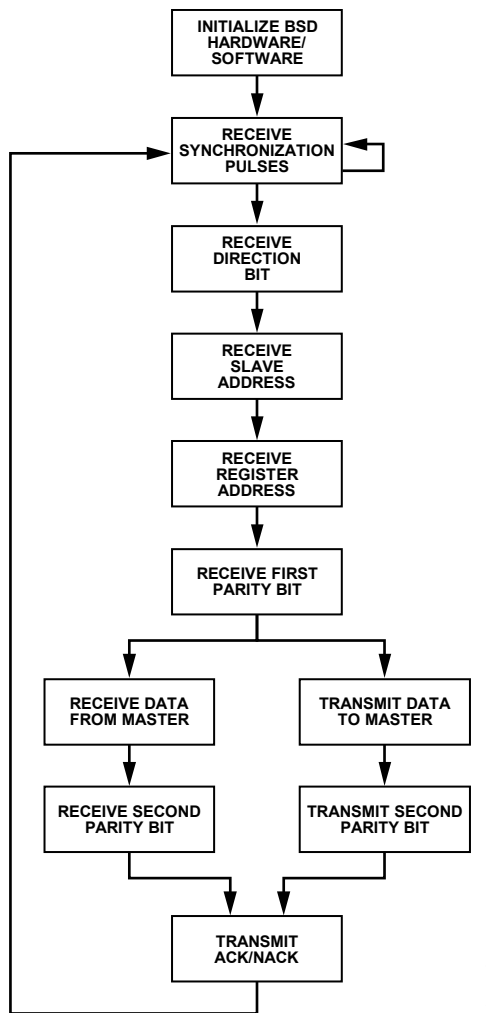 INITIALIZE BSD
HARDWARE/
SOFTWARE
RECEIVE
SYNCHRONIZATION
PULSES
RECEIVE
DIRECTION
BIT
RECEIVE
SLAVE
ADDRESS
RECEIVE
REGISTER
ADDRESS
RECEIVE FIRST
PARITY BIT
RECEIVE DATA
FROM MASTER
TRANSMIT DATA
TO MASTER
RECEIVE SECOND
PARITY BIT
TRANSMIT SECOND
PARITY BIT
TRANSMIT
ACK/NACK